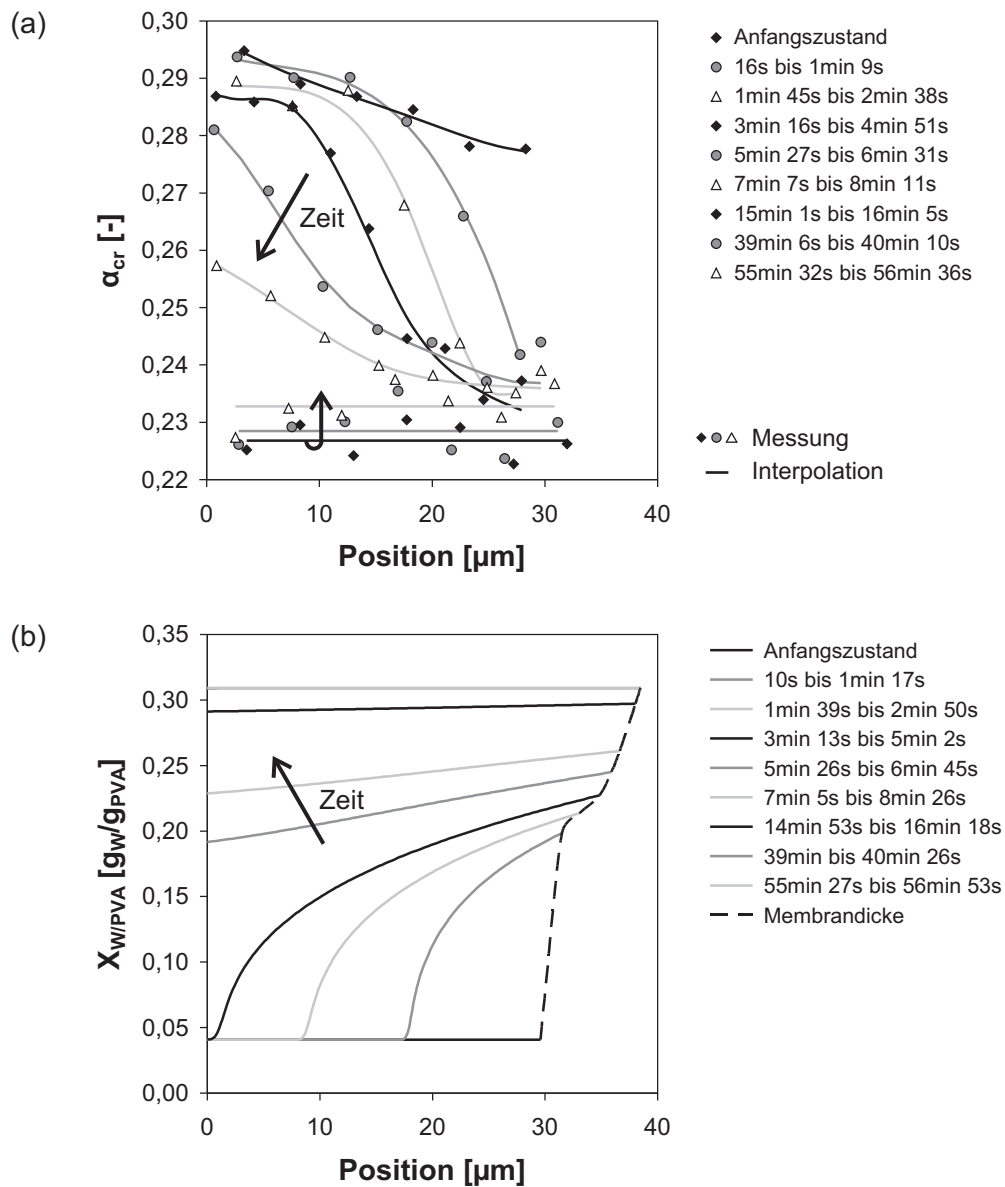 (a)
0,30
0,29
0,28
0,27
0,26
0,25
0,24
0,23
0,22
αcr [-]
Zeit
0 10 20 30 40
Position [µm]
Anfangszustand
16s bis 1min 9s
1min 45s bis 2min 38s
3min 16s bis 4min 51s
5min 27s bis 6min 31s
7min 7s bis 8min 11s
15min 1s bis 16min 5s
39min 6s bis 40min 10s
55min 32s bis 56min 36s
Messung
Interpolation
(b)
0,35
0,30
0,25
0,20
0,15
0,10
0,05
0,00
XW/PVA [gW/gPVA]
Zeit
0 10 20 30 40
Position [µm]
Anfangszustand
10s bis 1min 17s
1min 39s bis 2min 50s
3min 13s bis 5min 2s
5min 26s bis 6min 45s
7min 5s bis 8min 26s
14min 53s bis 16min 18s
39min bis 40min 26s
55min 27s bis 56min 53s
Membrandicke